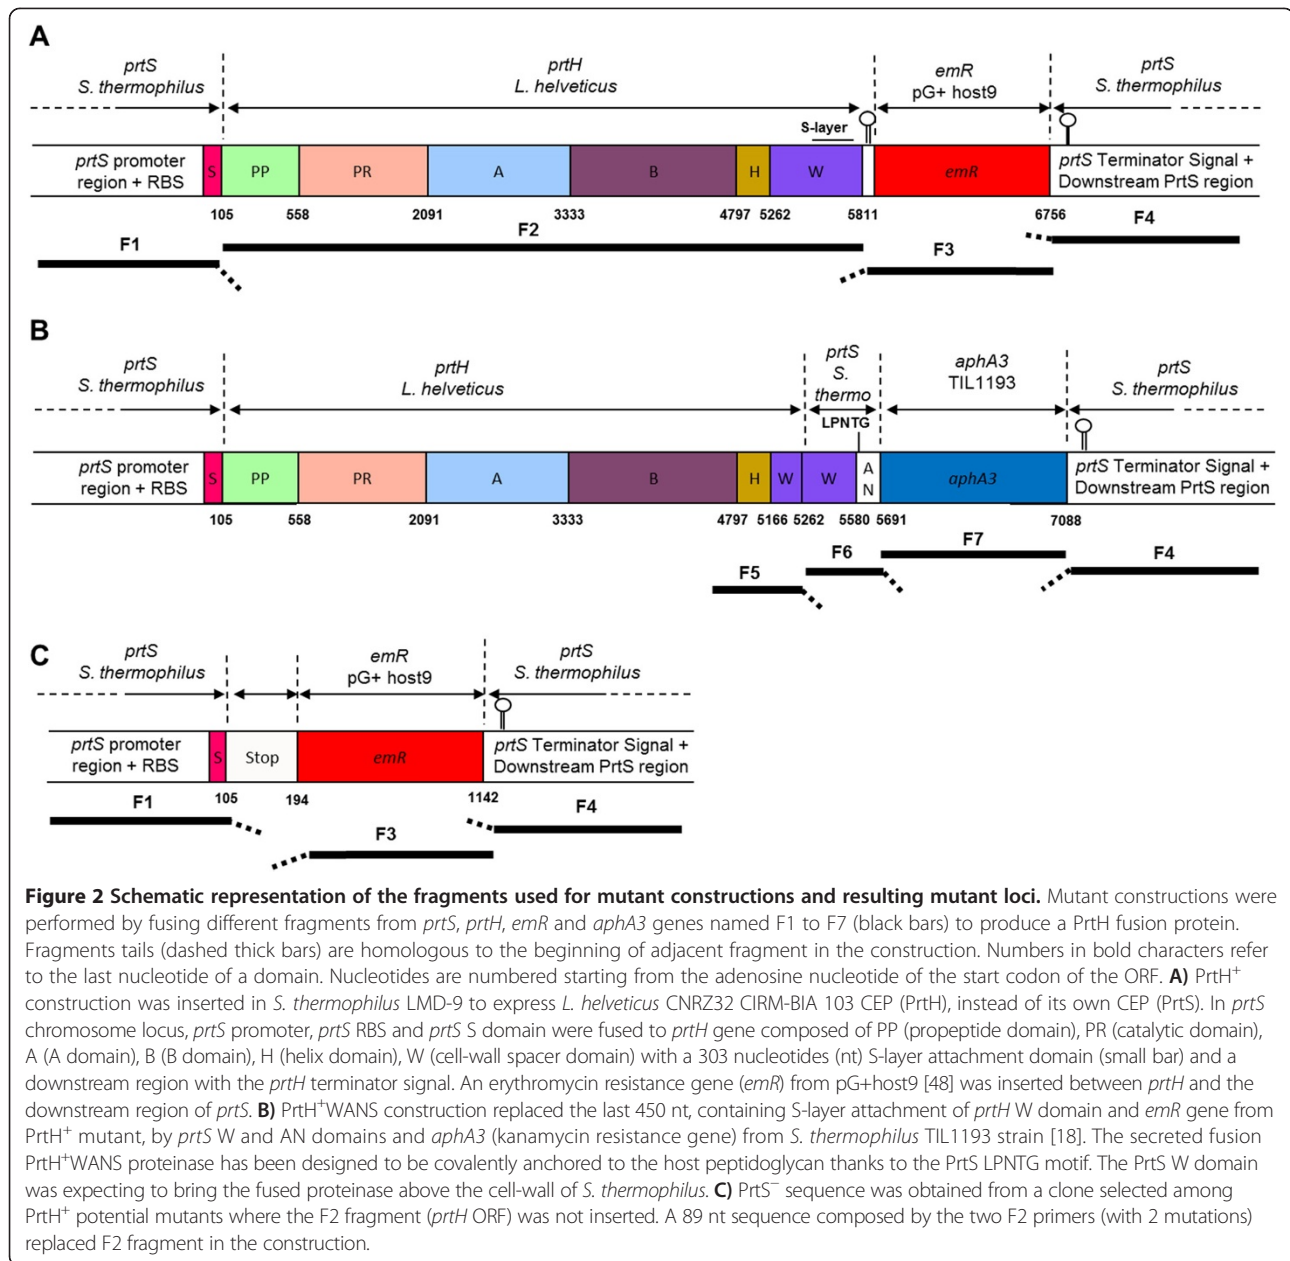 A
prtS
S. thermophilus
prtH
L. helveticus
emR
pG+ host9
prtS
S. thermophilus
S-layer
prtS promoter
region + RBS
S
PP
PR
A
B
H
W
emR
prtS Terminator Signal +
Downstream PrtS region
105 558 2091 3333 4797 5262 5811 6756
F1
F2
F3
F4
B
prtS
S. thermophilus
prtH
L. helveticus
prtS
S.
thermo
aphA3
TIL1193
prtS
S. thermophilus
LPNTG
prtS promoter
region + RBS
S
PP
PR
A
B
H
W
W
A
N
aphA3
prtS Terminator Signal +
Downstream PrtS region
105 558 2091 3333 4797 5166 5262 5580 5691 7088
F5
F6
F7
F4
C
prtS
S. thermophilus
emR
pG+ host9
prtS
S. thermophilus
prtS promoter
region + RBS
S
Stop
emR
prtS Terminator Signal +
Downstream PrtS region
105 194 1142
F1
F3
F4
Figure 2 Schematic representation of the fragments used for mutant constructions and resulting mutant loci. Mutant constructions were
performed by fusing different fragments from prtS, prtH, emR and aphA3 genes named F1 to F7 (black bars) to produce a PrtH fusion protein.
Fragments tails (dashed thick bars) are homologous to the beginning of adjacent fragment in the construction. Numbers in bold characters refer
to the last nucleotide of a domain. Nucleotides are numbered starting from the adenosine nucleotide of the start codon of the ORF. A) PrtH⁺
construction was inserted in S. thermophilus LMD-9 to express L. helveticus CNRZ32 CIRM-BIA 103 CEP (PrtH), instead of its own CEP (PrtS). In prtS
chromosome locus, prtS promoter, prtS RBS and prtS S domain were fused to prtH gene composed of PP (propeptide domain), PR (catalytic domain),
A (A domain), B (B domain), H (helix domain), W (cell-wall spacer domain) with a 303 nucleotides (nt) S-layer attachment domain (small bar) and a
downstream region with the prtH terminator signal. An erythromycin resistance gene (emR) from pG+host9 [48] was inserted between prtH and the
downstream region of prtS. B) PrtH⁺WANS construction replaced the last 450 nt, containing S-layer attachment of prtH W domain and emR gene from
PrtH⁺ mutant, by prtS W and AN domains and aphA3 (kanamycin resistance gene) from S. thermophilus TIL1193 strain [18]. The secreted fusion
PrtH⁺WANS proteinase has been designed to be covalently anchored to the host peptidoglycan thanks to the PrtS LPNTG motif. The PrtS W domain
was expecting to bring the fused proteinase above the cell-wall of S. thermophilus. C) PrtS⁻ sequence was obtained from a clone selected among
PrtH⁺ potential mutants where the F2 fragment (prtH ORF) was not inserted. A 89 nt sequence composed by the two F2 primers (with 2 mutations)
replaced F2 fragment in the construction.